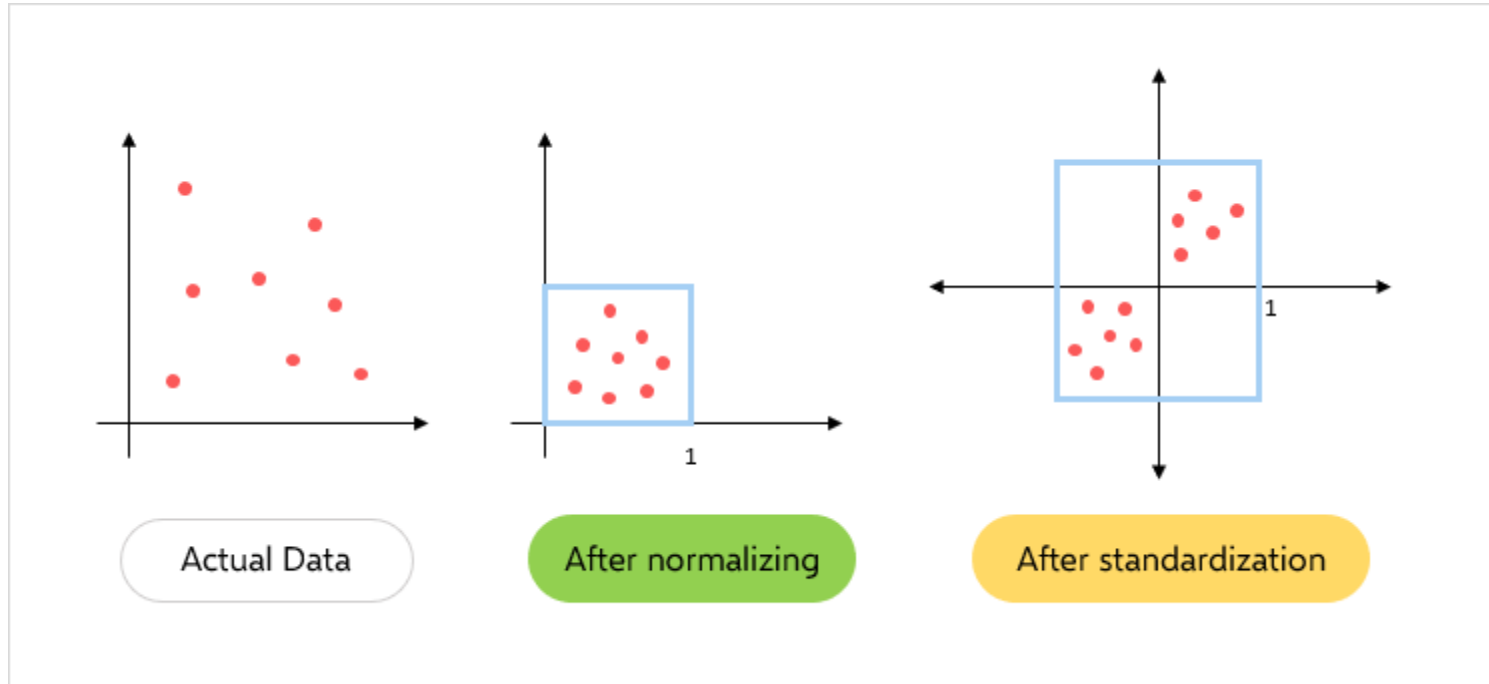 1
1
Actual Data
After normalizing
After standardization